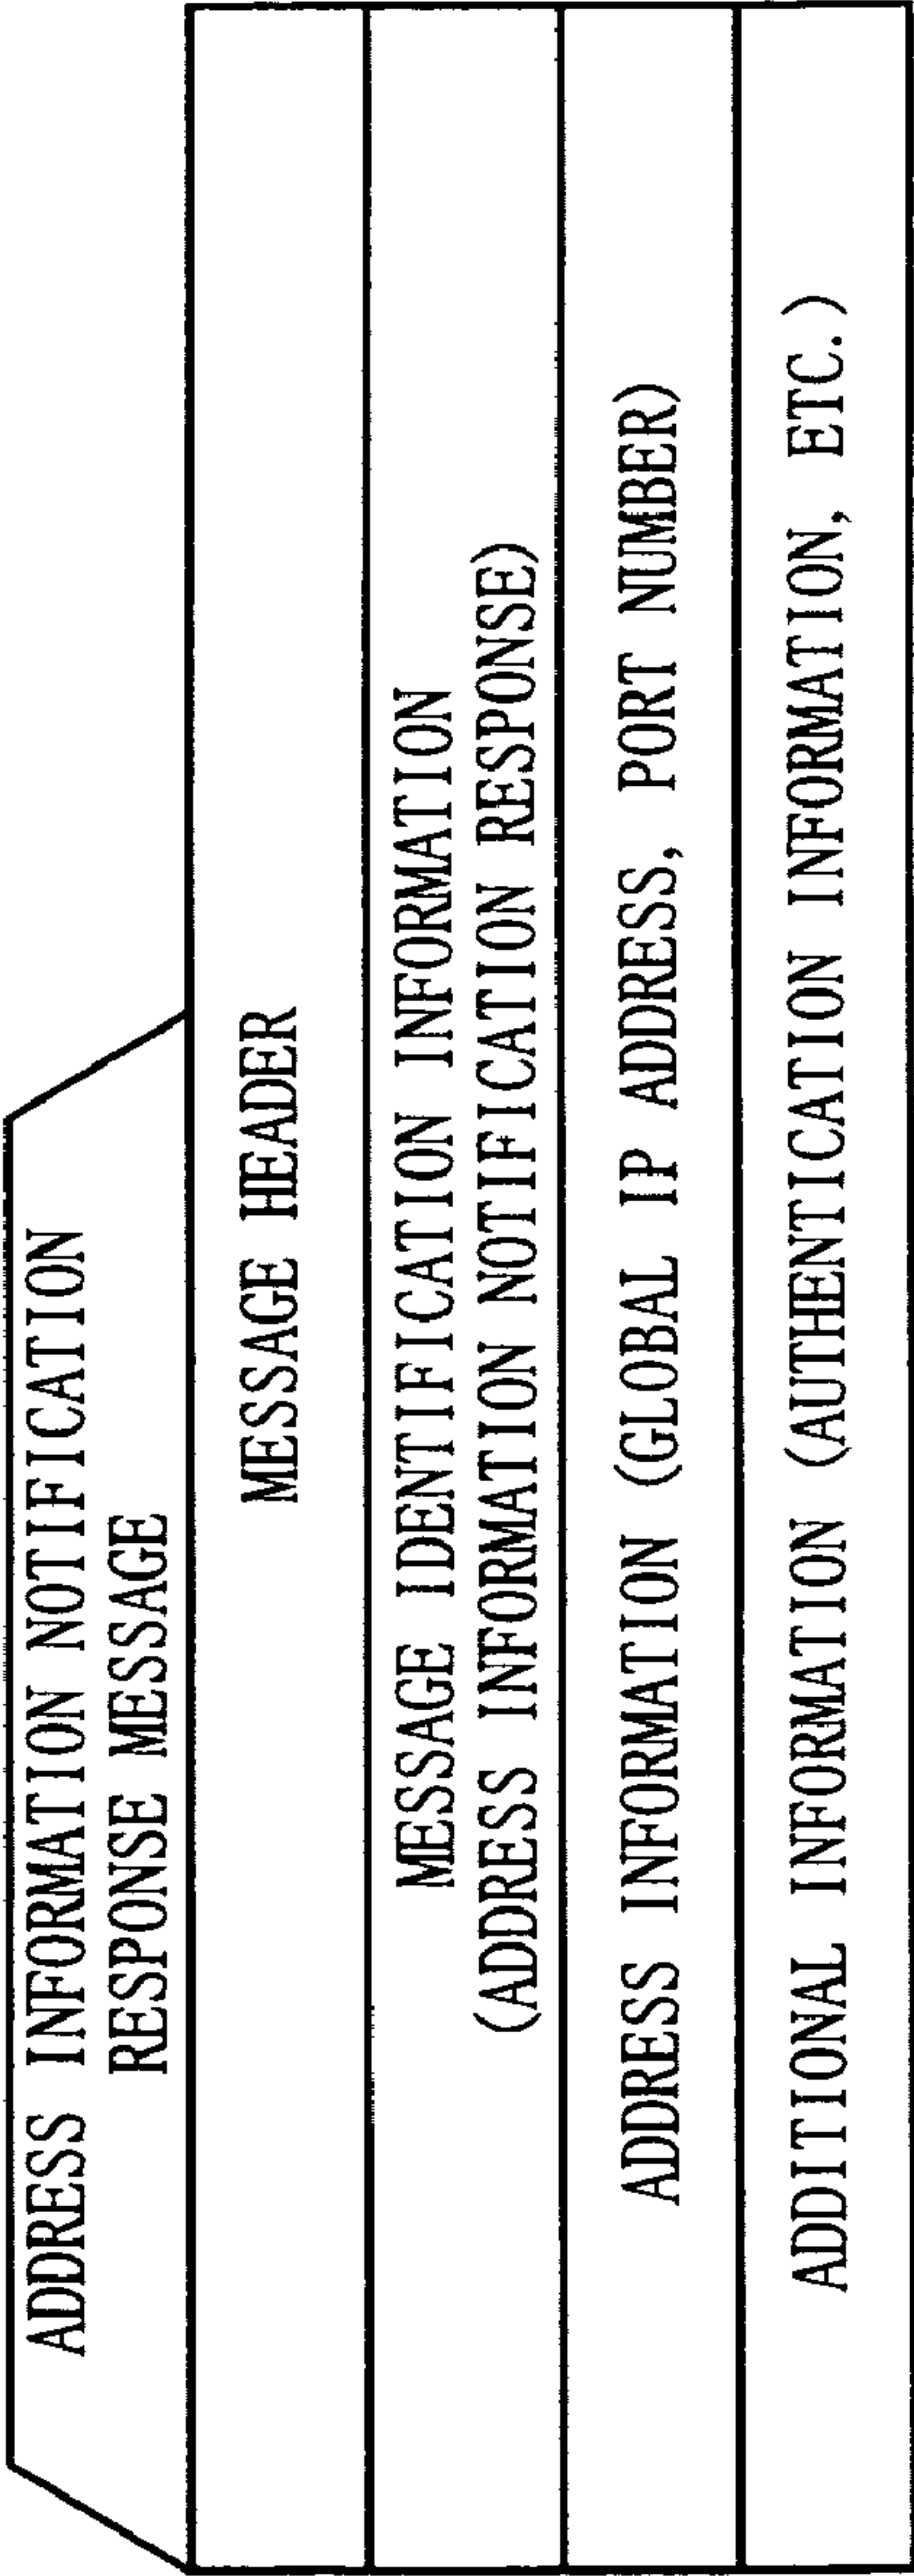 ADDRESS INFORMATION NOTIFICATION
RESPONSE MESSAGE
MESSAGE HEADER
MESSAGE IDENTIFICATION INFORMATION
(ADDRESS INFORMATION NOTIFICATION RESPONSE)
ADDRESS INFORMATION (GLOBAL IP ADDRESS, PORT NUMBER)
ADDITIONAL INFORMATION (AUTHENTICATION INFORMATION, ETC.)